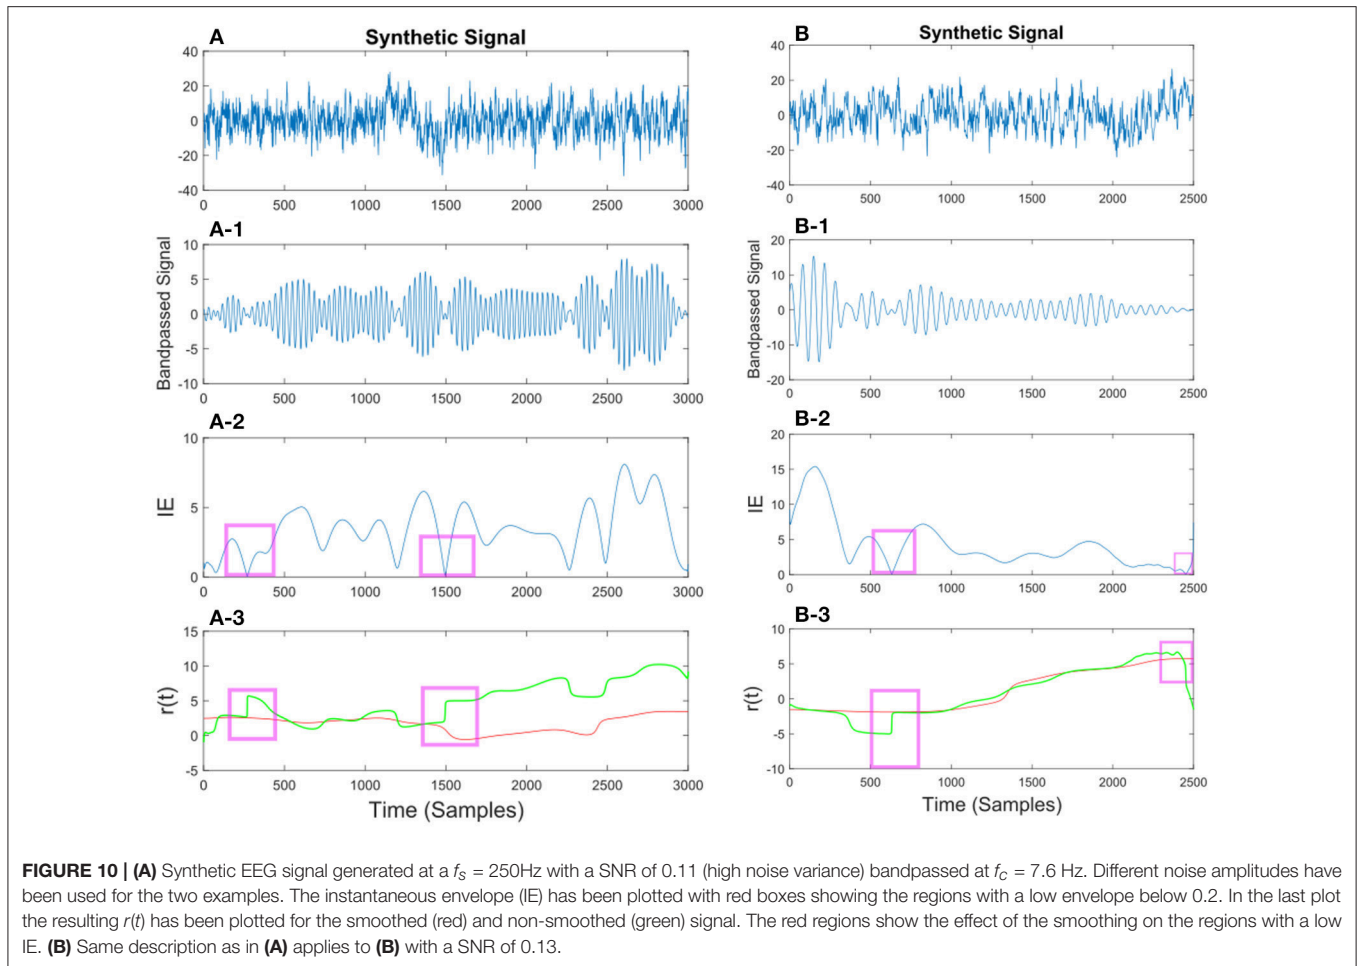 A
Synthetic Signal
40
20
0
-20
-40
0 500 1000 1500 2000 2500 3000
A-1
Bandpassed Signal
10
5
0
-5
-10
0 500 1000 1500 2000 2500 3000
A-2
IE
10
5
0
0 500 1000 1500 2000 2500 3000
A-3
r(t)
15
10
5
0
-5
0 500 1000 1500 2000 2500 3000
Time (Samples)
B
Synthetic Signal
40
20
0
-20
-40
0 500 1000 1500 2000 2500
B-1
Bandpassed Signal
20
10
0
-10
-20
0 500 1000 1500 2000 2500
B-2
IE
20
15
10
5
0
0 500 1000 1500 2000 2500
B-3
r(t)
10
5
0
-5
-10
0 500 1000 1500 2000 2500
Time (Samples)
FIGURE 10 | (A) Synthetic EEG signal generated at a fS = 250Hz with a SNR of 0.11 (high noise variance) bandpassed at fC = 7.6 Hz. Different noise amplitudes have
been used for the two examples. The instantaneous envelope (IE) has been plotted with red boxes showing the regions with a low envelope below 0.2. In the last plot
the resulting r(t) has been plotted for the smoothed (red) and non-smoothed (green) signal. The red regions show the effect of the smoothing on the regions with a low
IE. (B) Same description as in (A) applies to (B) with a SNR of 0.13.